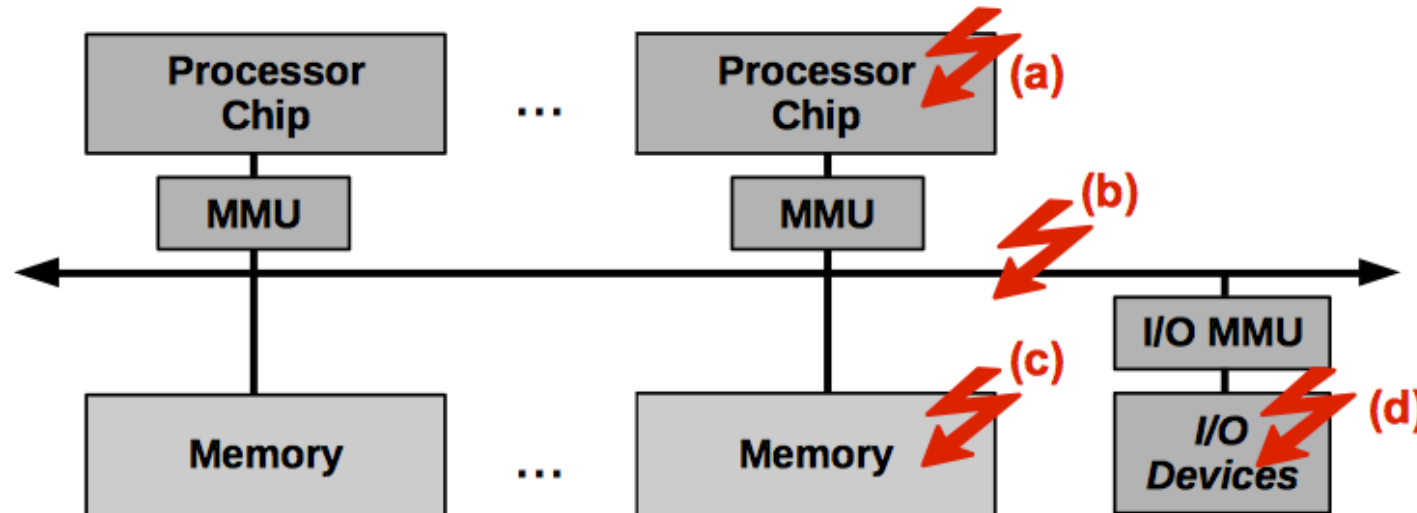 Processor
Chip
...
Processor
Chip
(a)
MMU
MMU
(b)
I/O MMU
Memory
...
Memory
(c)
I/O
Devices
(d)